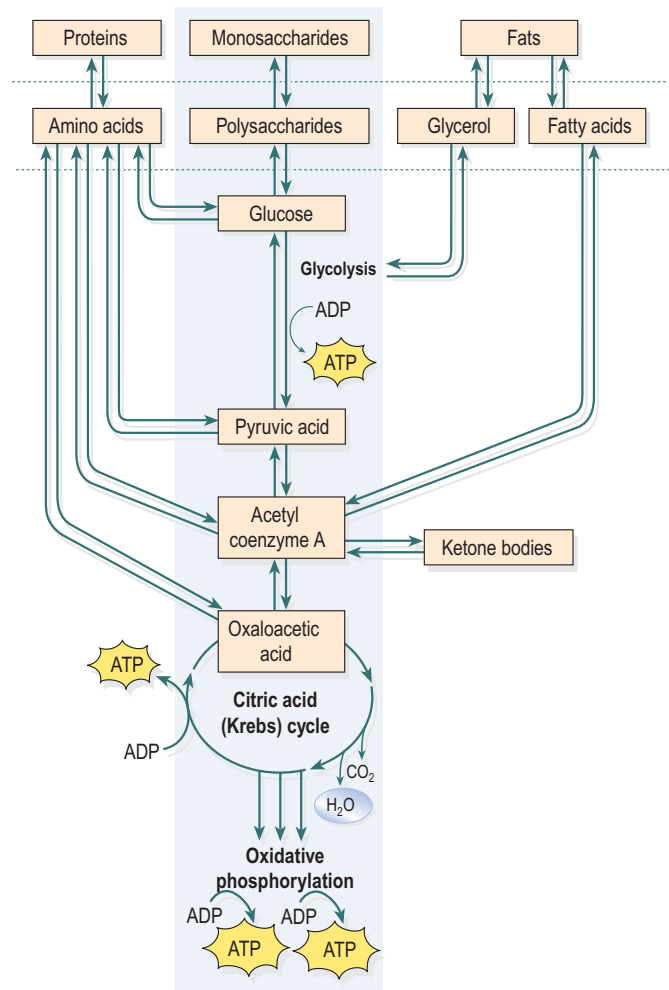 Proteins
Monosaccharides
Fats
Amino acids
Polysaccharides
Glycerol
Fatty acids
Glucose
Glycolysis
ADP
ATP
Pyruvic acid
Acetyl
coenzyme A
Ketone bodies
Oxaloacetic
acid
ATP
Citric acid
(Krebs) cycle
ADP
CO₂
H₂O
Oxidative
phosphorylation
ADP
ADP
ATP
ATP